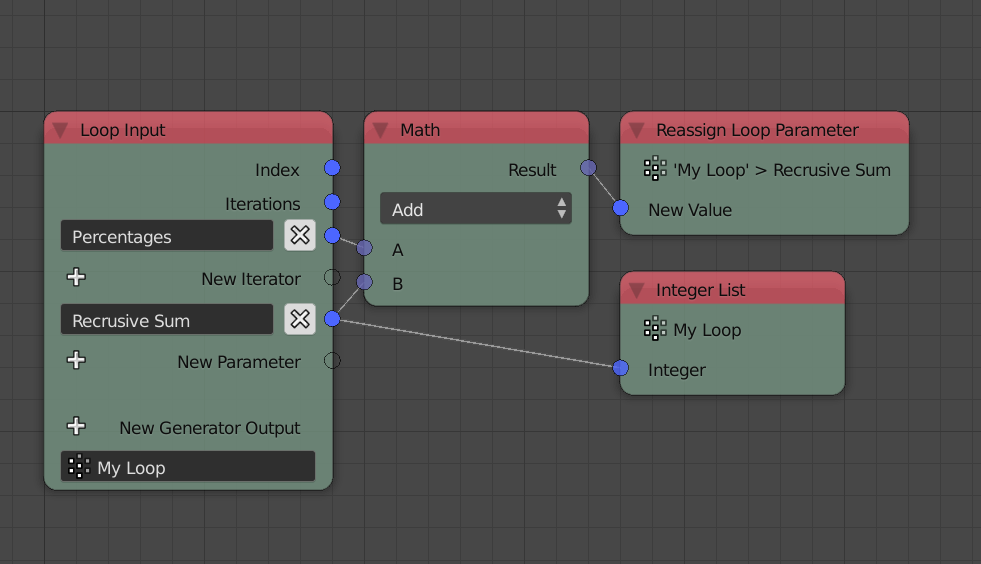 Loop Input
Index
Iterations
Percentages
New Iterator
Recrusive Sum
New Parameter
New Generator Output
My Loop
Math
Result
Add
A
B
Reassign Loop Parameter
'My Loop' > Recrusive Sum
New Value
Integer List
My Loop
Integer